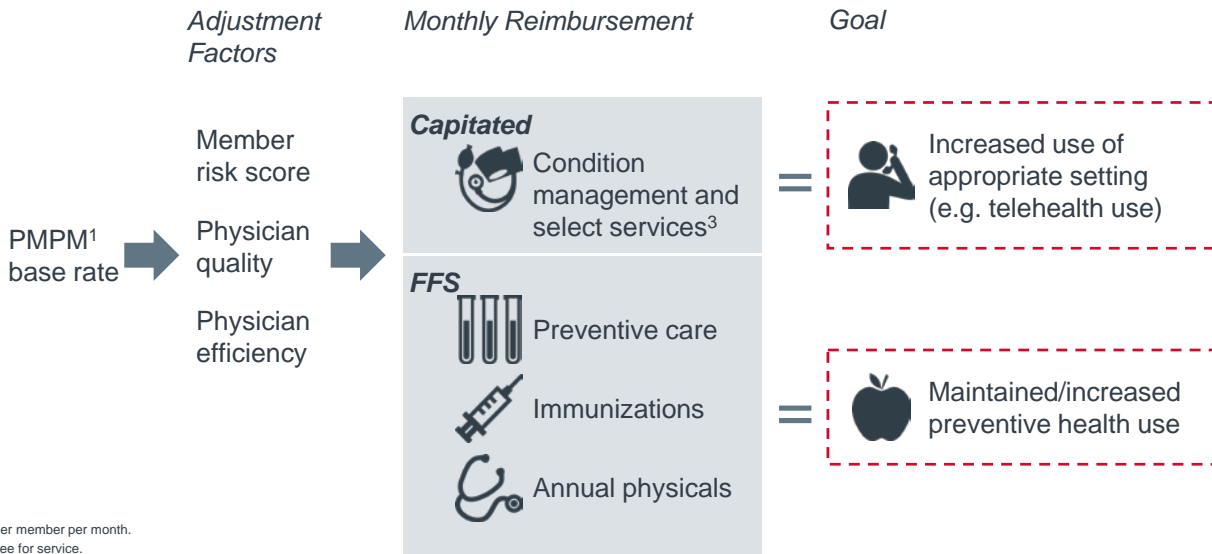 Adjustment
Factors
Monthly Reimbursement
Goal
PMPM¹
base rate
Member
risk score
Physician
quality
Physician
efficiency
Capitated
Condition
management and
select services³
FFS
Preventive care
Immunizations
Annual physicals
Increased use of
appropriate setting
(e.g. telehealth use)
Maintained/increased
preventive health use
er member per month.
ee for service.